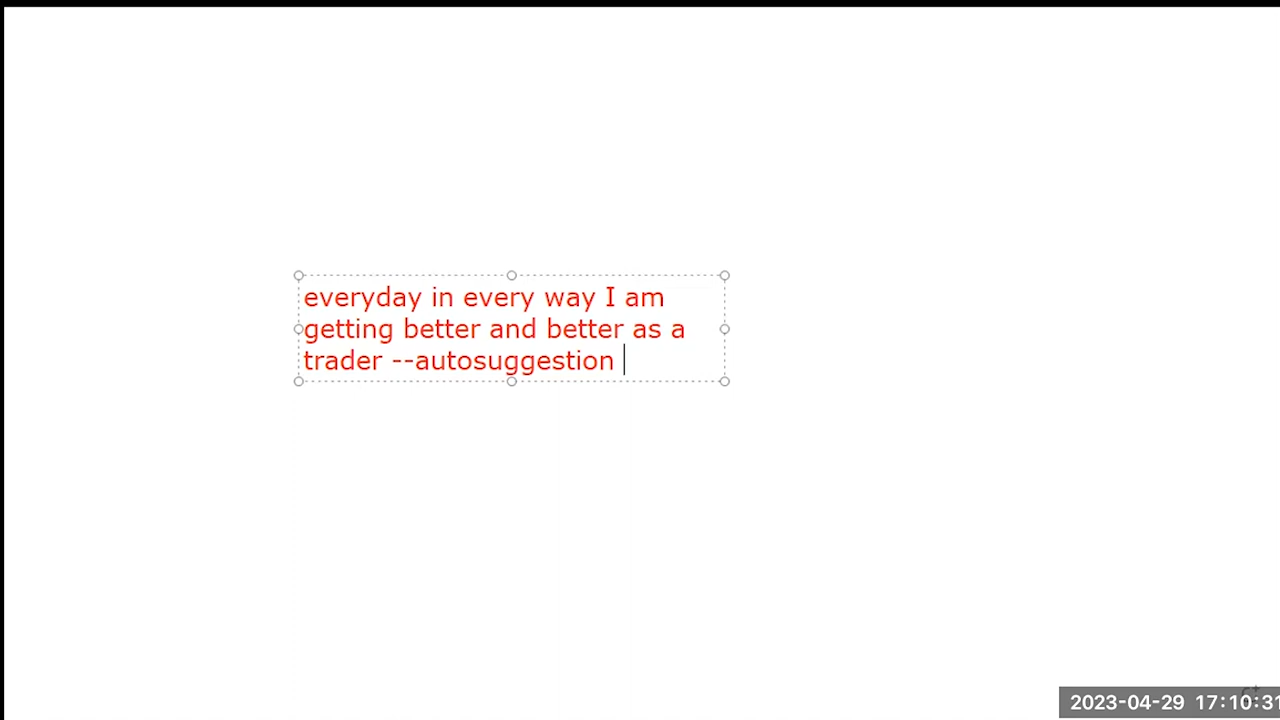 everyday in every way I am
getting better and better as a
trader --autosuggestion
2023-04-29 17:10:31